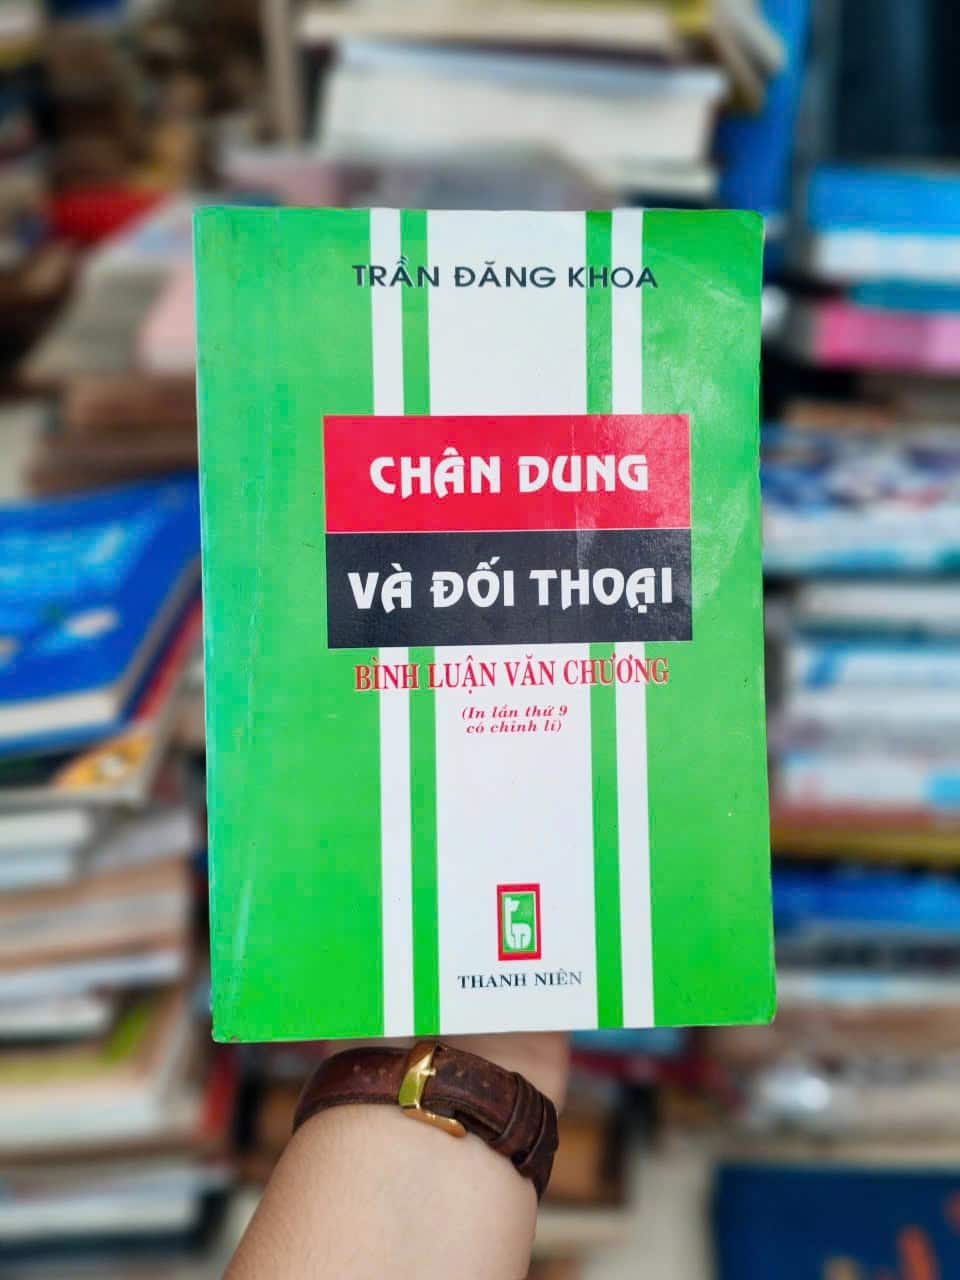 TRẦN ĐĂNG KHOA
CHÂN DUNG
VÀ ĐỐI THOẠI
BÌNH LUẬN VĂN CHƯƠNG
(In lần thứ 9
có chỉnh lí)
THANH NIÊN